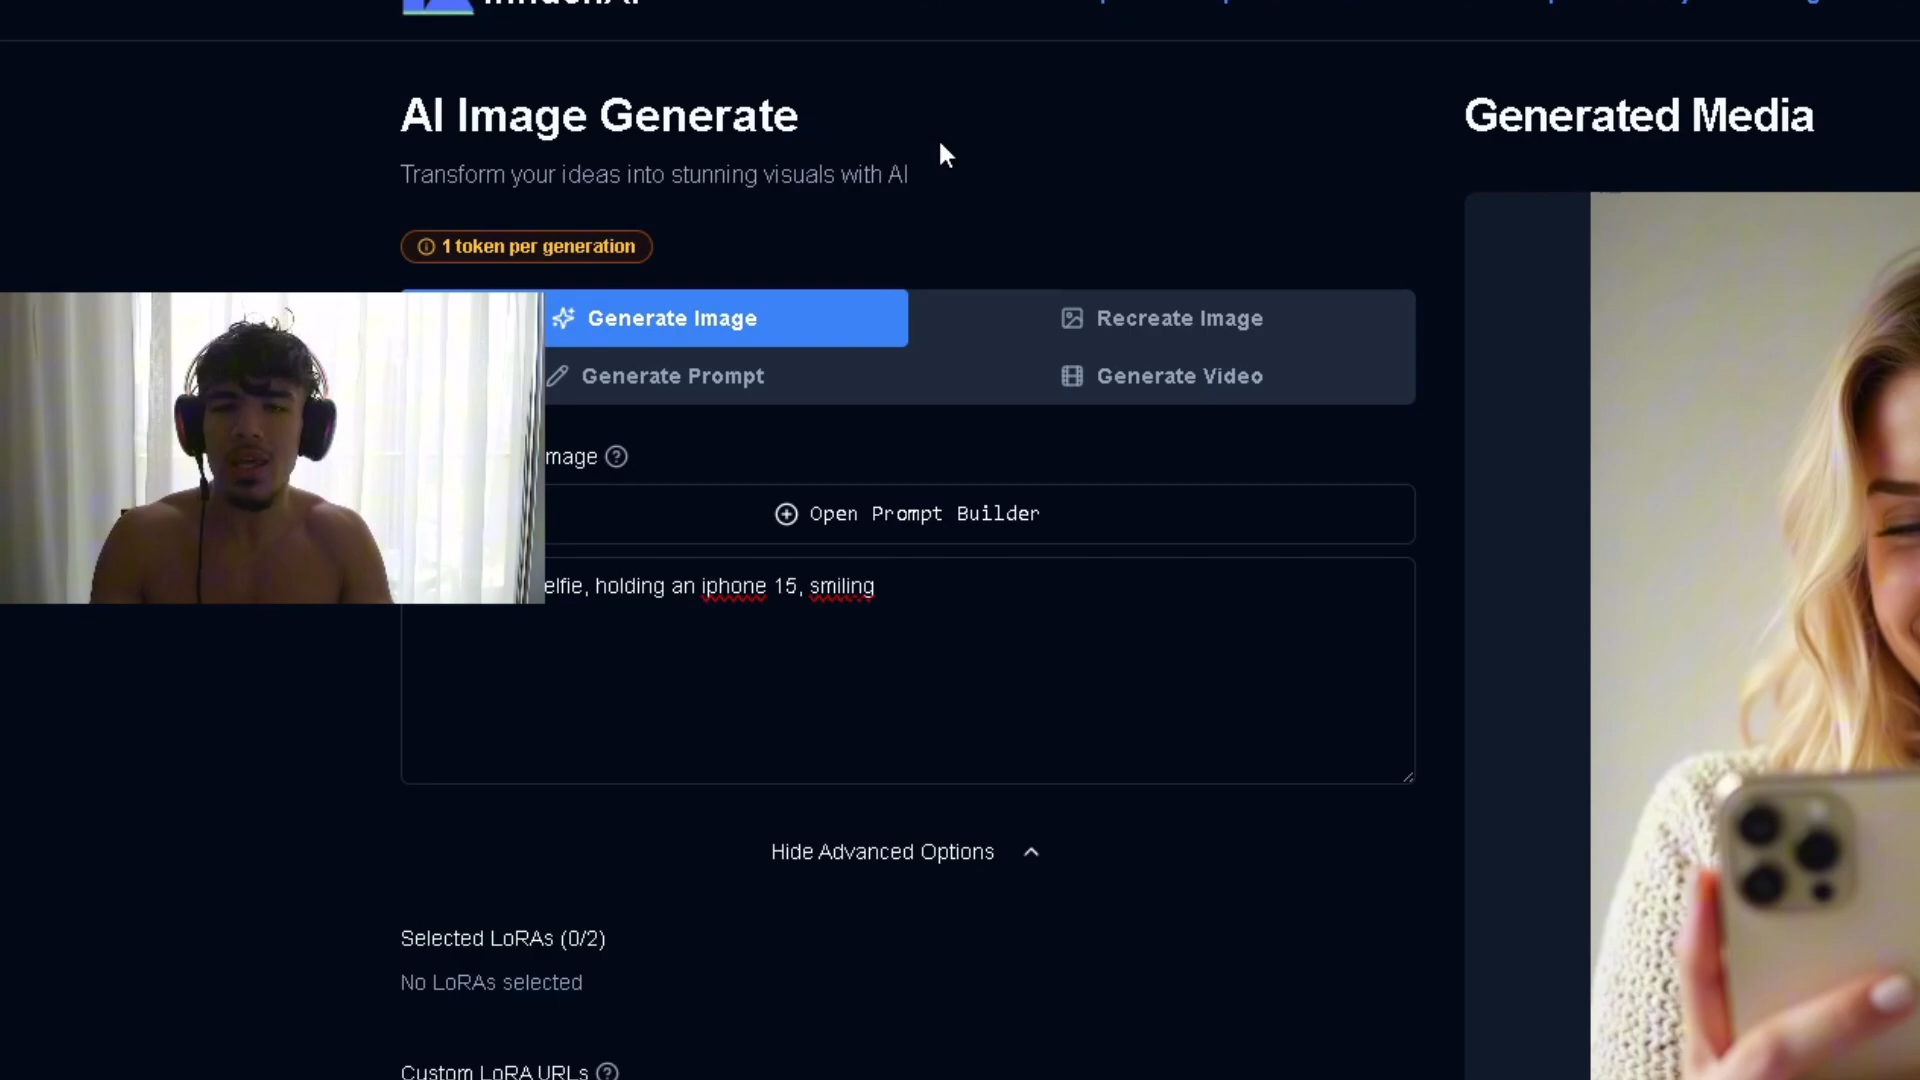 AI Image Generate
Generated Media
Transform your ideas into stunning visuals with AI
1 token per generation
Generate Image
Recreate Image
Generate Prompt
Generate Video
mage
Open Prompt Builder
elfie, holding an iphone 15, smiling
Hide Advanced Options
Selected LoRAs (0/2)
No LoRAs selected
Custom LoRA URLs